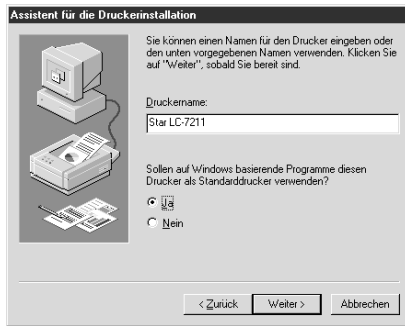 Assistent für die Druckerinstallation
Sie können einen Namen für den Drucker eingeben oder
den unten vorgegebenen Namen verwenden. Klicken Sie
auf "Weiter", sobald Sie bereit sind.
Druckername:
Star LC-7211
Sollen auf Windows basierende Programme diesen
Drucker als Standarddrucker verwenden?
Ja
Nein
< Zurück
Weiter >
Abbrechen